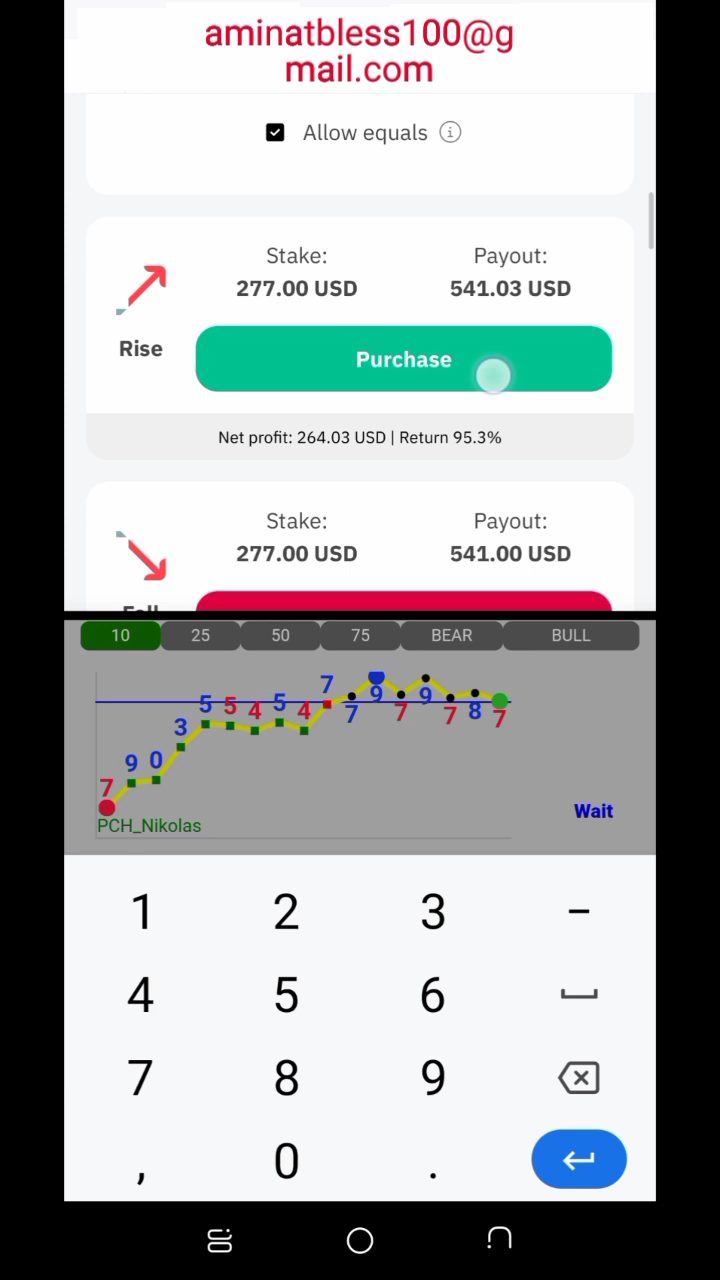 aminatbless100@g
mail.com
Allow equals
Stake: Payout:
277.00 USD 541.03 USD
Rise
Purchase
Net profit: 264.03 USD | Return 95.3%
Stake: Payout:
277.00 USD 541.00 USD
Fall
10 25 50 75 BEAR BULL
7 9 0 3 5 5 4 5 4 7 7 9 7 9 7 8 7
PCH_Nikolas
Wait
1 2 3 -
4 5 6
7 8 9
, 0 .